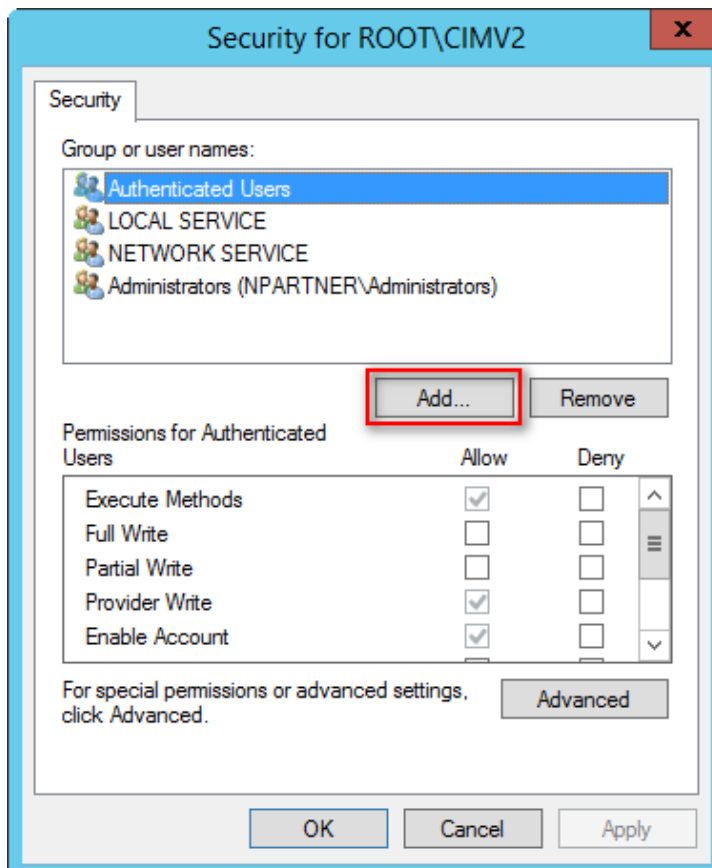 Security for ROOT\CIMV2
x
Security
Group or user names:
Authenticated Users
LOCAL SERVICE
NETWORK SERVICE
Administrators (NPARTNER\Administrators)
Add... Remove
Permissions for Authenticated
Users Allow Deny
Execute Methods
Full Write
Partial Write
Provider Write
Enable Account
For special permissions or advanced settings,
click Advanced. Advanced
OK Cancel Apply